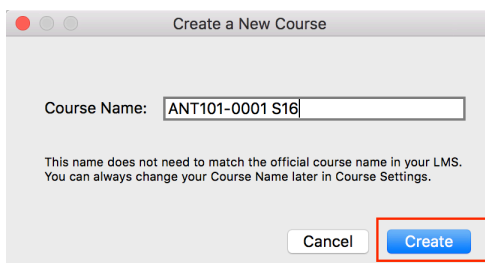 Create a New Course
Course Name: ANT101-0001 S16
This name does not need to match the official course name in your LMS.
You can always change your Course Name later in Course Settings.
Cancel Create